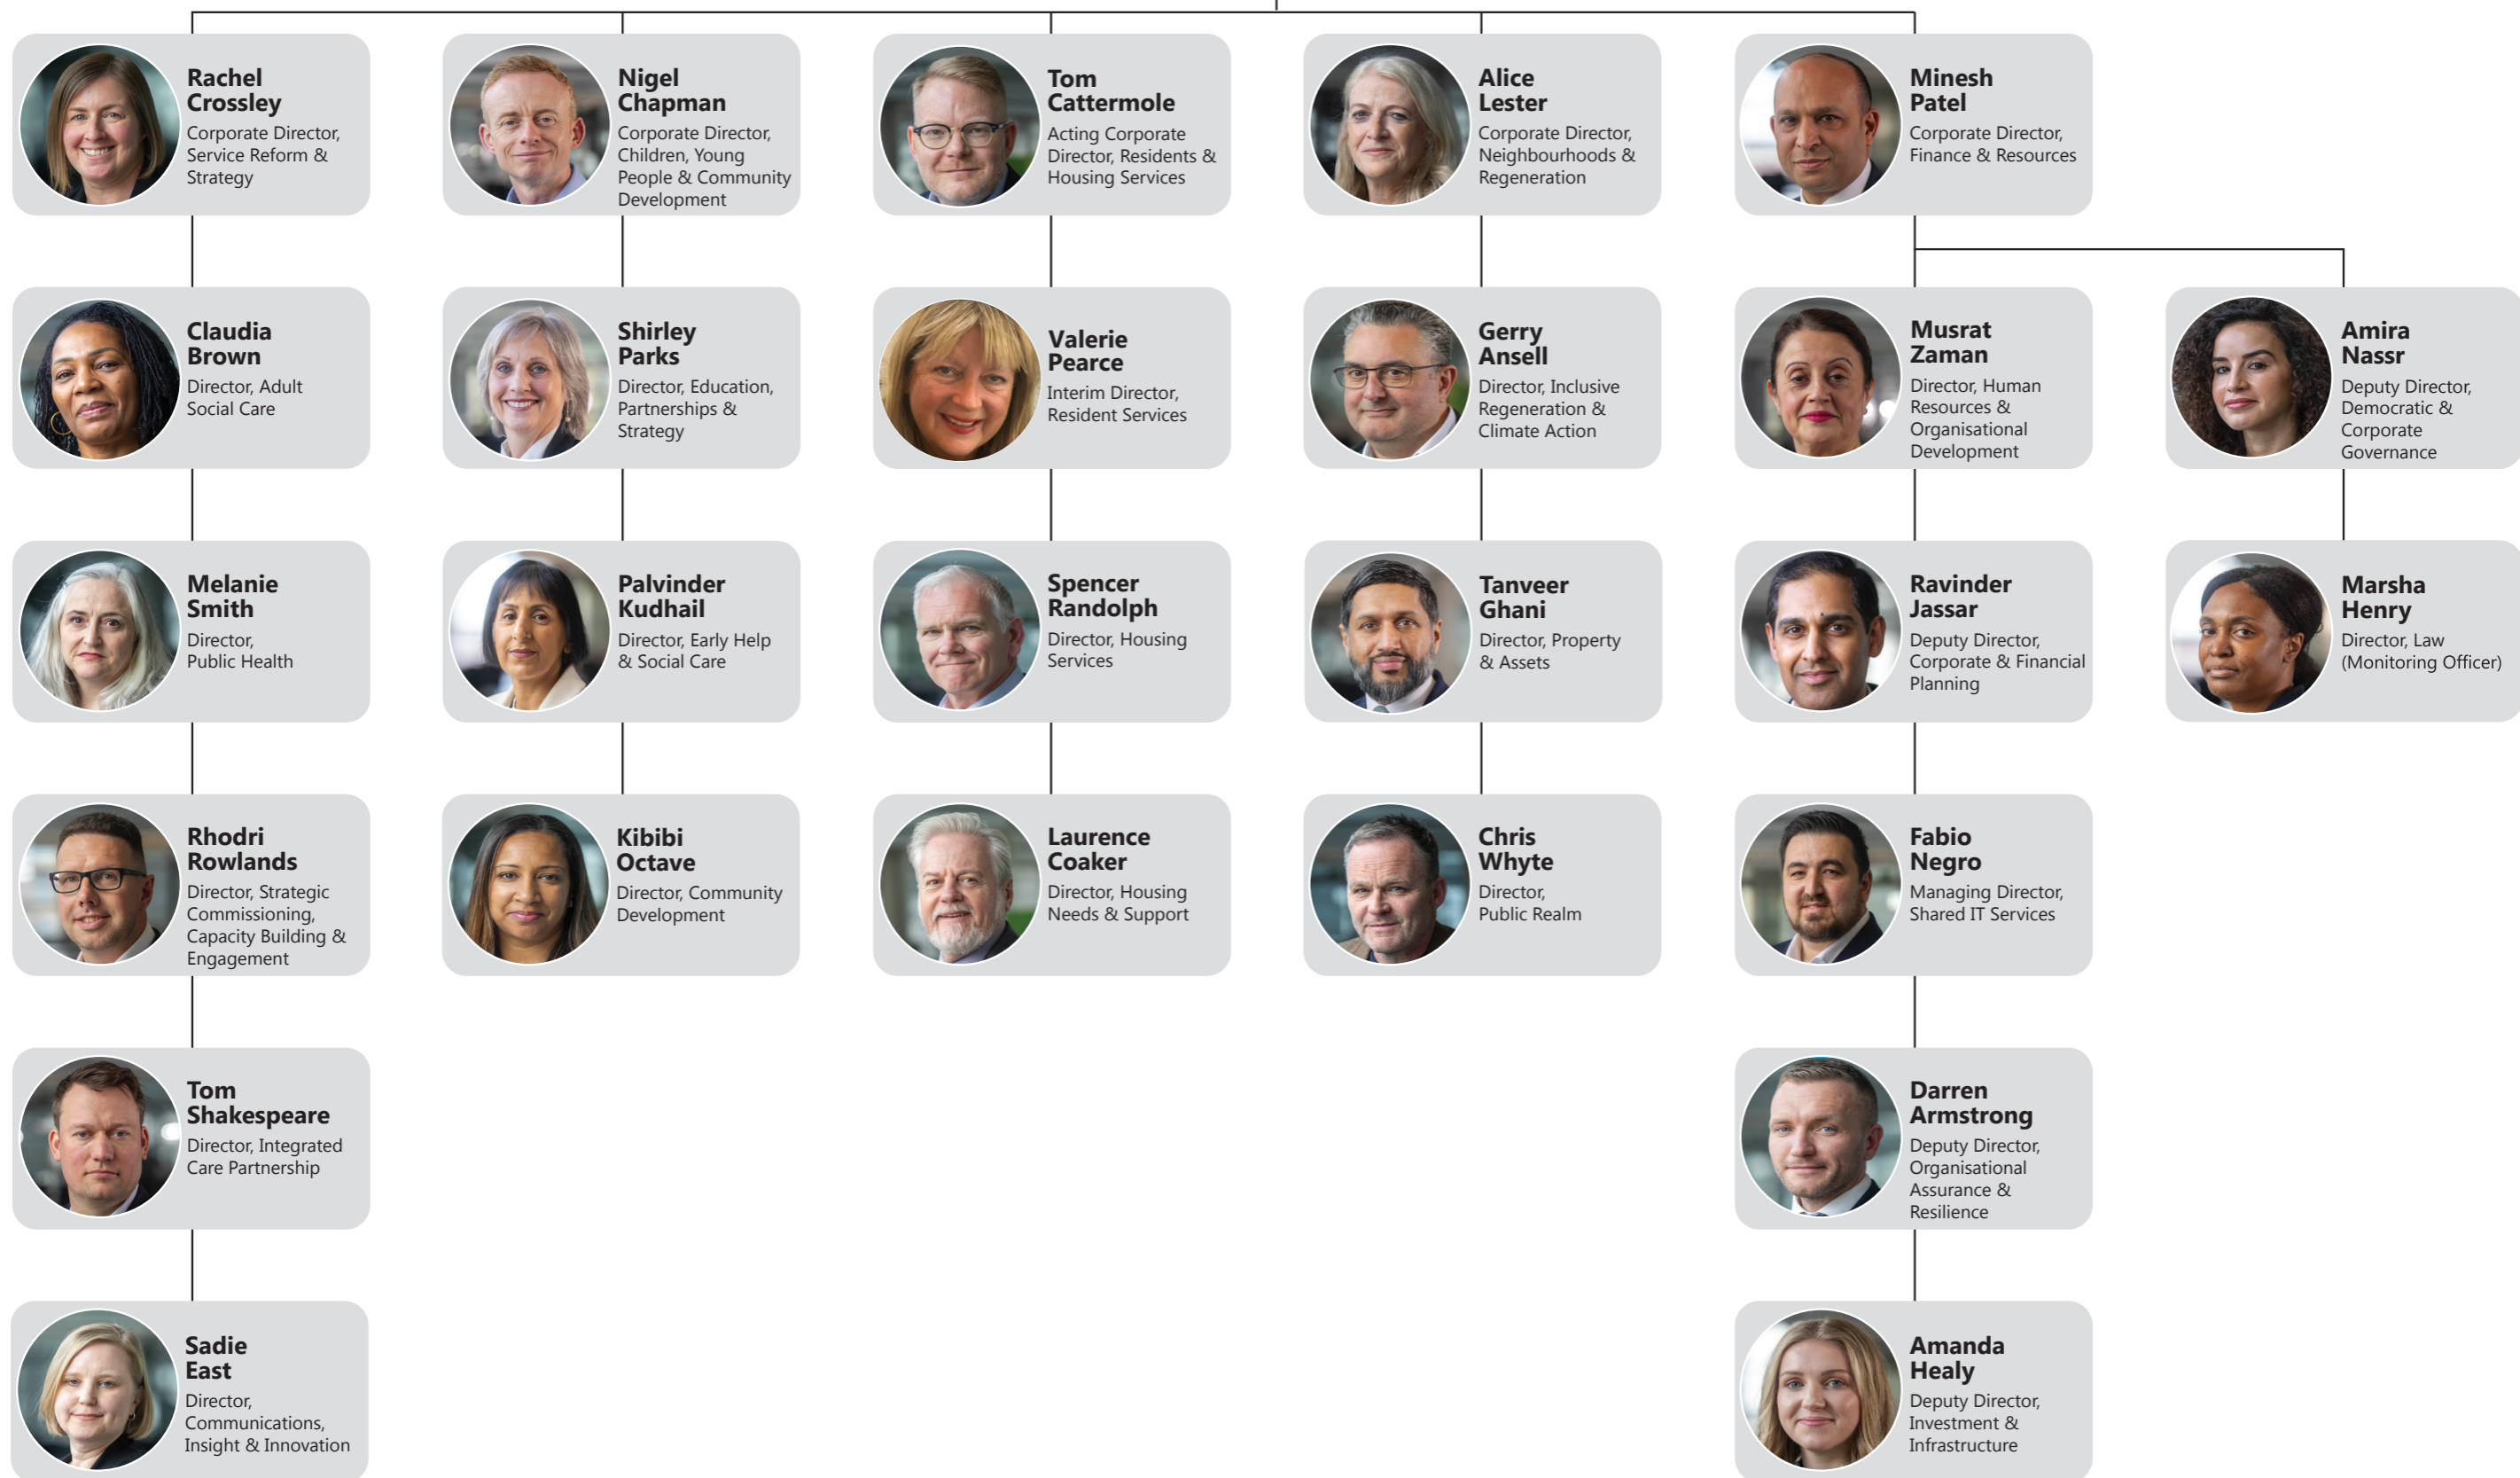 Rachel
Crossley
Corporate Director,
Service Reform &
Strategy
Nigel
Chapman
Corporate Director,
Children, Young
People & Community
Development
Tom
Cattermole
Acting Corporate
Director, Residents &
Housing Services
Alice
Lester
Corporate Director,
Neighbourhoods &
Regeneration
Minesh
Patel
Corporate Director,
Finance & Resources
Claudia
Brown
Director, Adult
Social Care
Shirley
Parks
Director, Education,
Partnerships &
Strategy
Valerie
Pearce
Interim Director,
Resident Services
Gerry
Ansell
Director, Inclusive
Regeneration &
Climate Action
Musrat
Zaman
Director, Human
Resources &
Organisational
Development
Amira
Nassr
Deputy Director,
Democratic &
Corporate
Governance
Melanie
Smith
Director,
Public Health
Palvinder
Kudhail
Director, Early Help
& Social Care
Spencer
Randolph
Director, Housing
Services
Tanveer
Ghani
Director, Property
& Assets
Ravinder
Jassar
Deputy Director,
Corporate & Financial
Planning
Marsha
Henry
Director, Law
(Monitoring Officer)
Rhodri
Rowlands
Director, Strategic
Commissioning,
Capacity Building &
Engagement
Kibibi
Octave
Director, Community
Development
Laurence
Coaker
Director, Housing
Needs & Support
Chris
Whyte
Director,
Public Realm
Fabio
Negro
Managing Director,
Shared IT Services
Tom
Shakespeare
Director, Integrated
Care Partnership
Darren
Armstrong
Deputy Director,
Organisational
Assurance &
Resilience
Sadie
East
Director,
Communications,
Insight & Innovation
Amanda
Healy
Deputy Director,
Investment &
Infrastructure